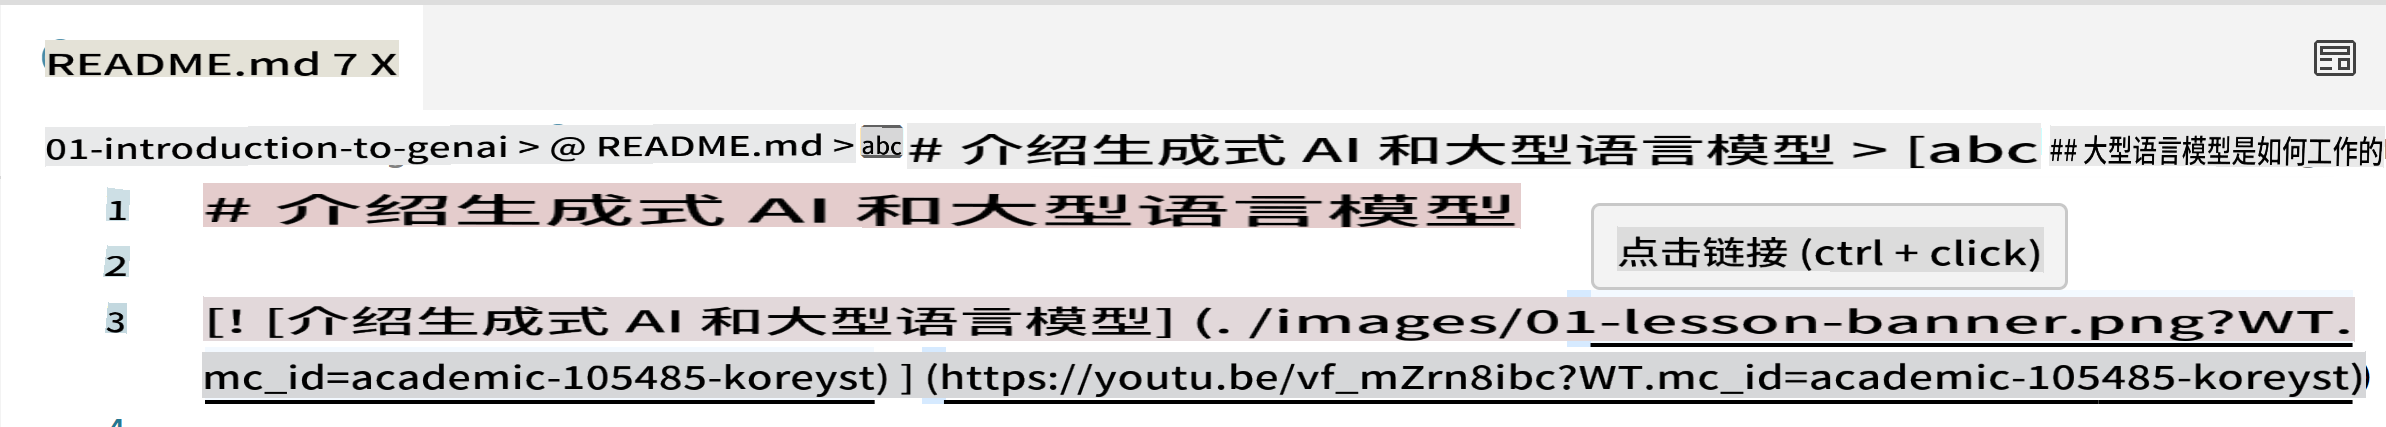 README.md 7 X
01-introduction-to-genai > @ README.md > abc # 介绍生成式 AI 和大型语言模型 > [abc ## 大型语言模型是如何工作的
1 # 介绍生成式 AI 和大型语言模型
点击链接 (ctrl + click)
2
3 [! [介绍生成式 AI 和大型语言模型] (. /images/01-lesson-banner.png?WT.
mc_id=academic-105485-koreyst) ] (https://youtu.be/vf_mZrn8ibc?WT.mc_id=academic-105485-koreyst))